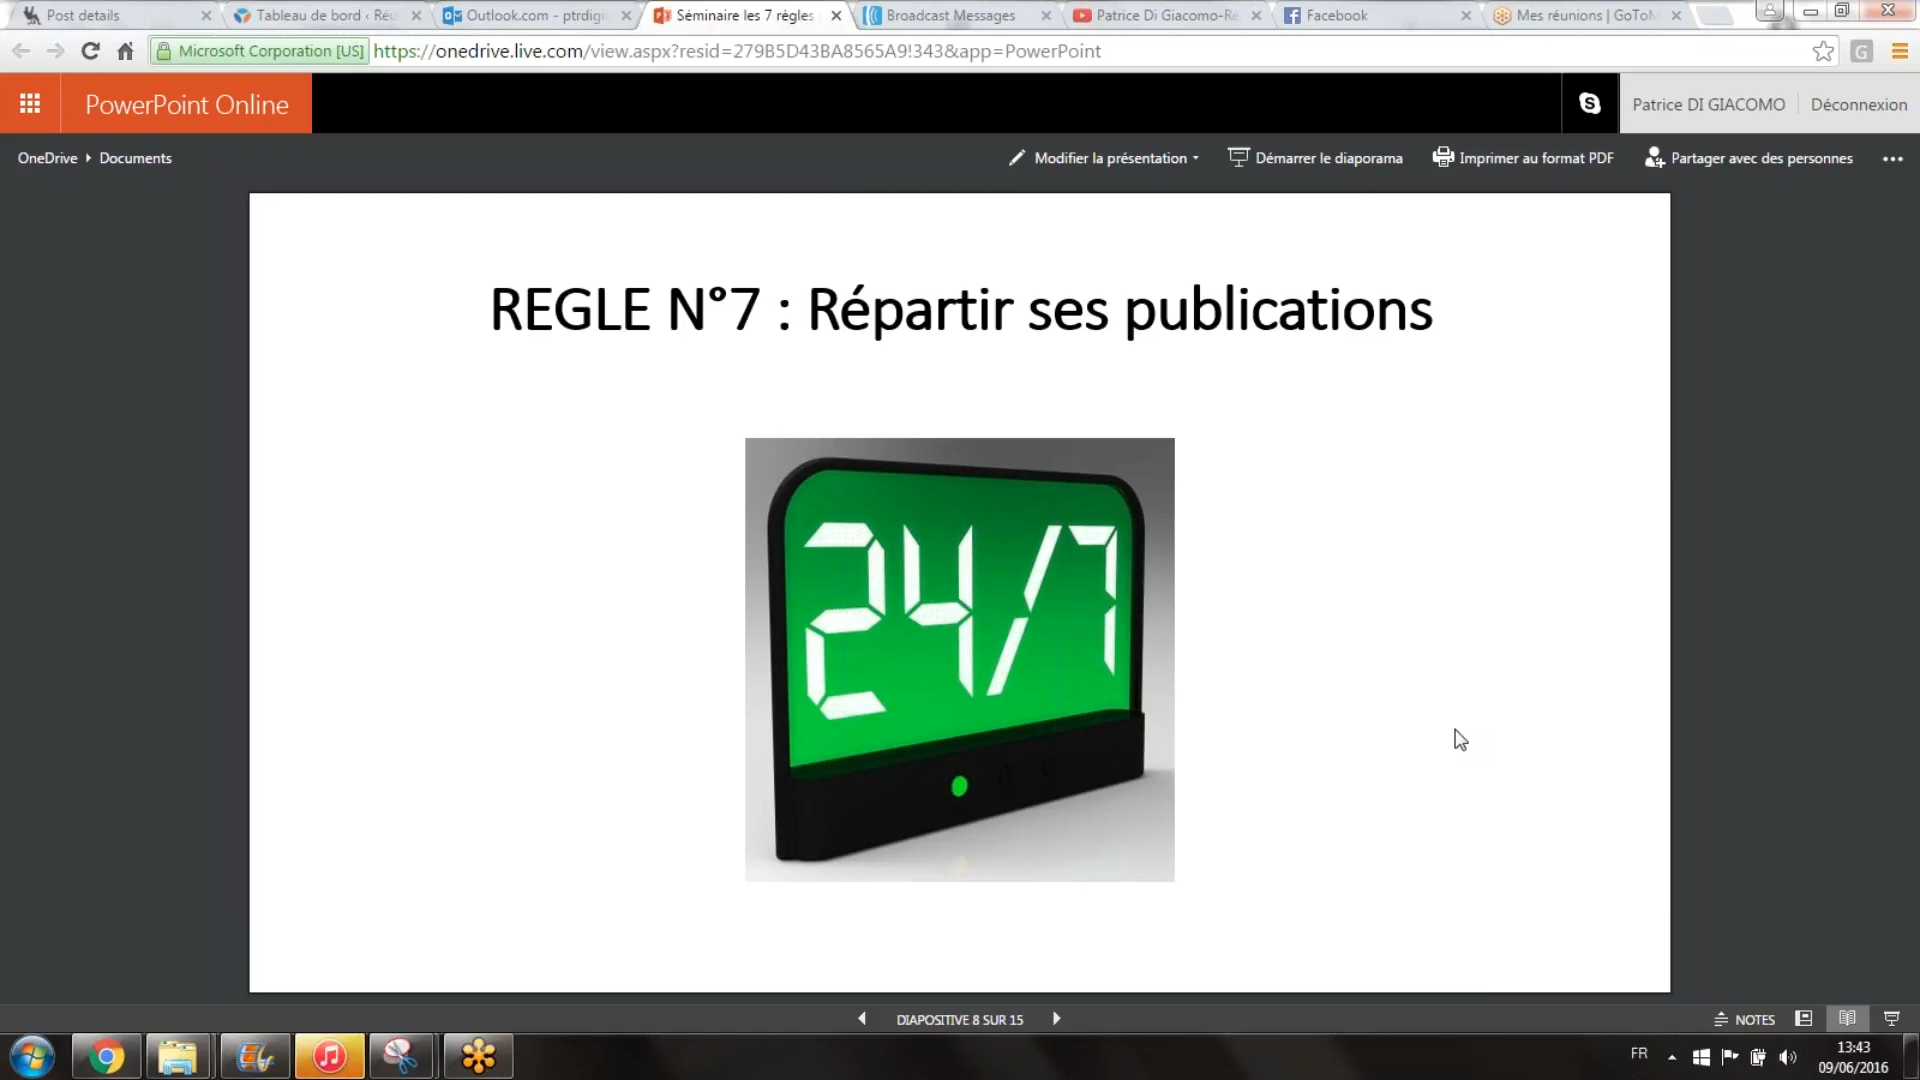 Post details
Tableau de bord ‹ Réu
Outlook.com - ptrdig
Séminaire les 7 règles
Broadcast Messages
Patrice Di Giacomo-Re
Facebook
Mes réunions | GoToM
Microsoft Corporation [US]
https://onedrive.live.com/view.aspx?resid=279B5D43BA8565A9!343&app=PowerPoint
PowerPoint Online
Patrice DI GIACOMO
Déconnexion
OneDrive
Documents
Modifier la présentation
Démarrer le diaporama
Imprimer au format PDF
Partager avec des personnes
REGLE N°7 : Répartir ses publications
24/7
DIAPOSITIVE 8 SUR 15
NOTES
FR
13:43
09/06/2016